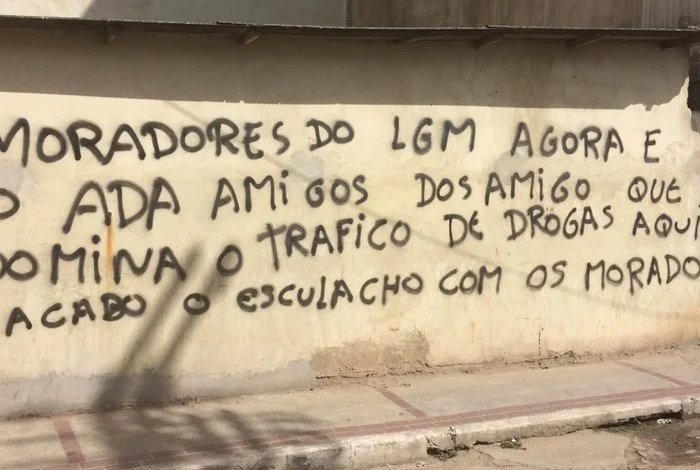 MORADORES DO LGM AGORA E
O ADA AMiGOS DOS AMIGO QUE
DOMINA O TRAFICO DE DROGAS AQUI
ACABO O ESCULACHO COM OS MORADO